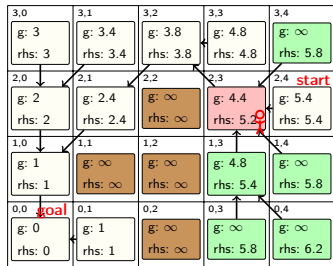 3,0 3,1 3,2 3,3 3,4
g: 3 g: 3.4 g: 3.8 g: 4.8 g: ∞
rhs: 3 rhs: 3.4 rhs: 3.8 rhs: 4.8 rhs: 5.8
2,0 2,1 2,2 2,3 2,4
start
g: 2 g: 2.4 g: ∞ g: 4.4 g: 5.4
rhs: 2 rhs: 2.4 rhs: ∞ rhs: 5.2 rhs: 5.4
1,0 1,1 1,2 1,3 1,4
g: 1 g: ∞ g: ∞ g: 4.8 g: ∞
rhs: 1 rhs: ∞ rhs: ∞ rhs: 5.4 rhs: 5.8
0,0 goal 0,1 0,2 0,3 0,4
g: 0 g: 1 g: ∞ g: ∞ g: ∞
rhs: 0 rhs: 1 rhs: ∞ rhs: 5.8 rhs: 6.2